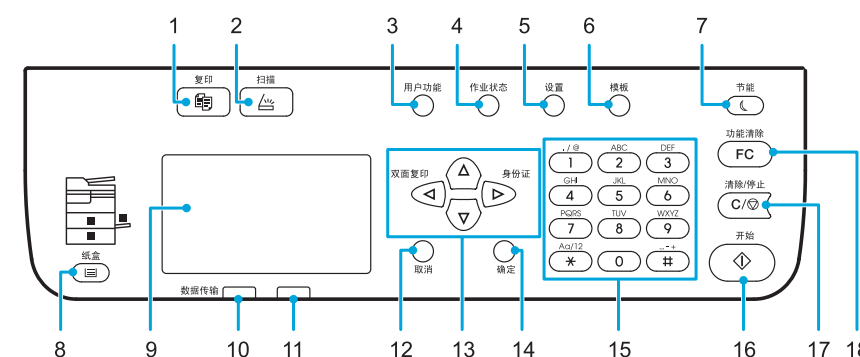 1 2 3 4 5 6 7
复印 扫描 用户功能 作业状态 设置 模板 节能
功能清除
FC
./@ ABC DEF
1 2 3
双面复印 身份证
GHI JKL MNO
4 5 6
清除/停止
C/
PQRS TUV WXYZ
7 8 9
9
开始
Aa/12 _-+
* 0 #
纸盒
取消 确定
数据传输
8 9 10 11 12 13 14 15 16 17 18